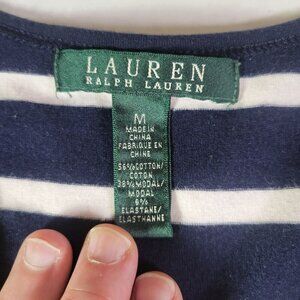 LAUREN
RALPH LAUREN
M
MADE IN
CHINA
FABRIQUE EN
CHINE
56% COTTON/
COTON
38% MODAL/
MODAL
6%
ELASTANE/
ELASTHANNE